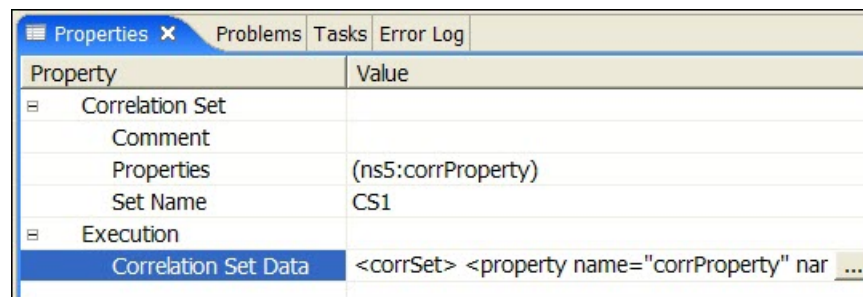 Properties Problems Tasks Error Log
Property Value
Correlation Set
Comment
Properties (ns5:corrProperty)
Set Name CS1
Execution
Correlation Set Data <corrSet> <property name="corrProperty" nar ...